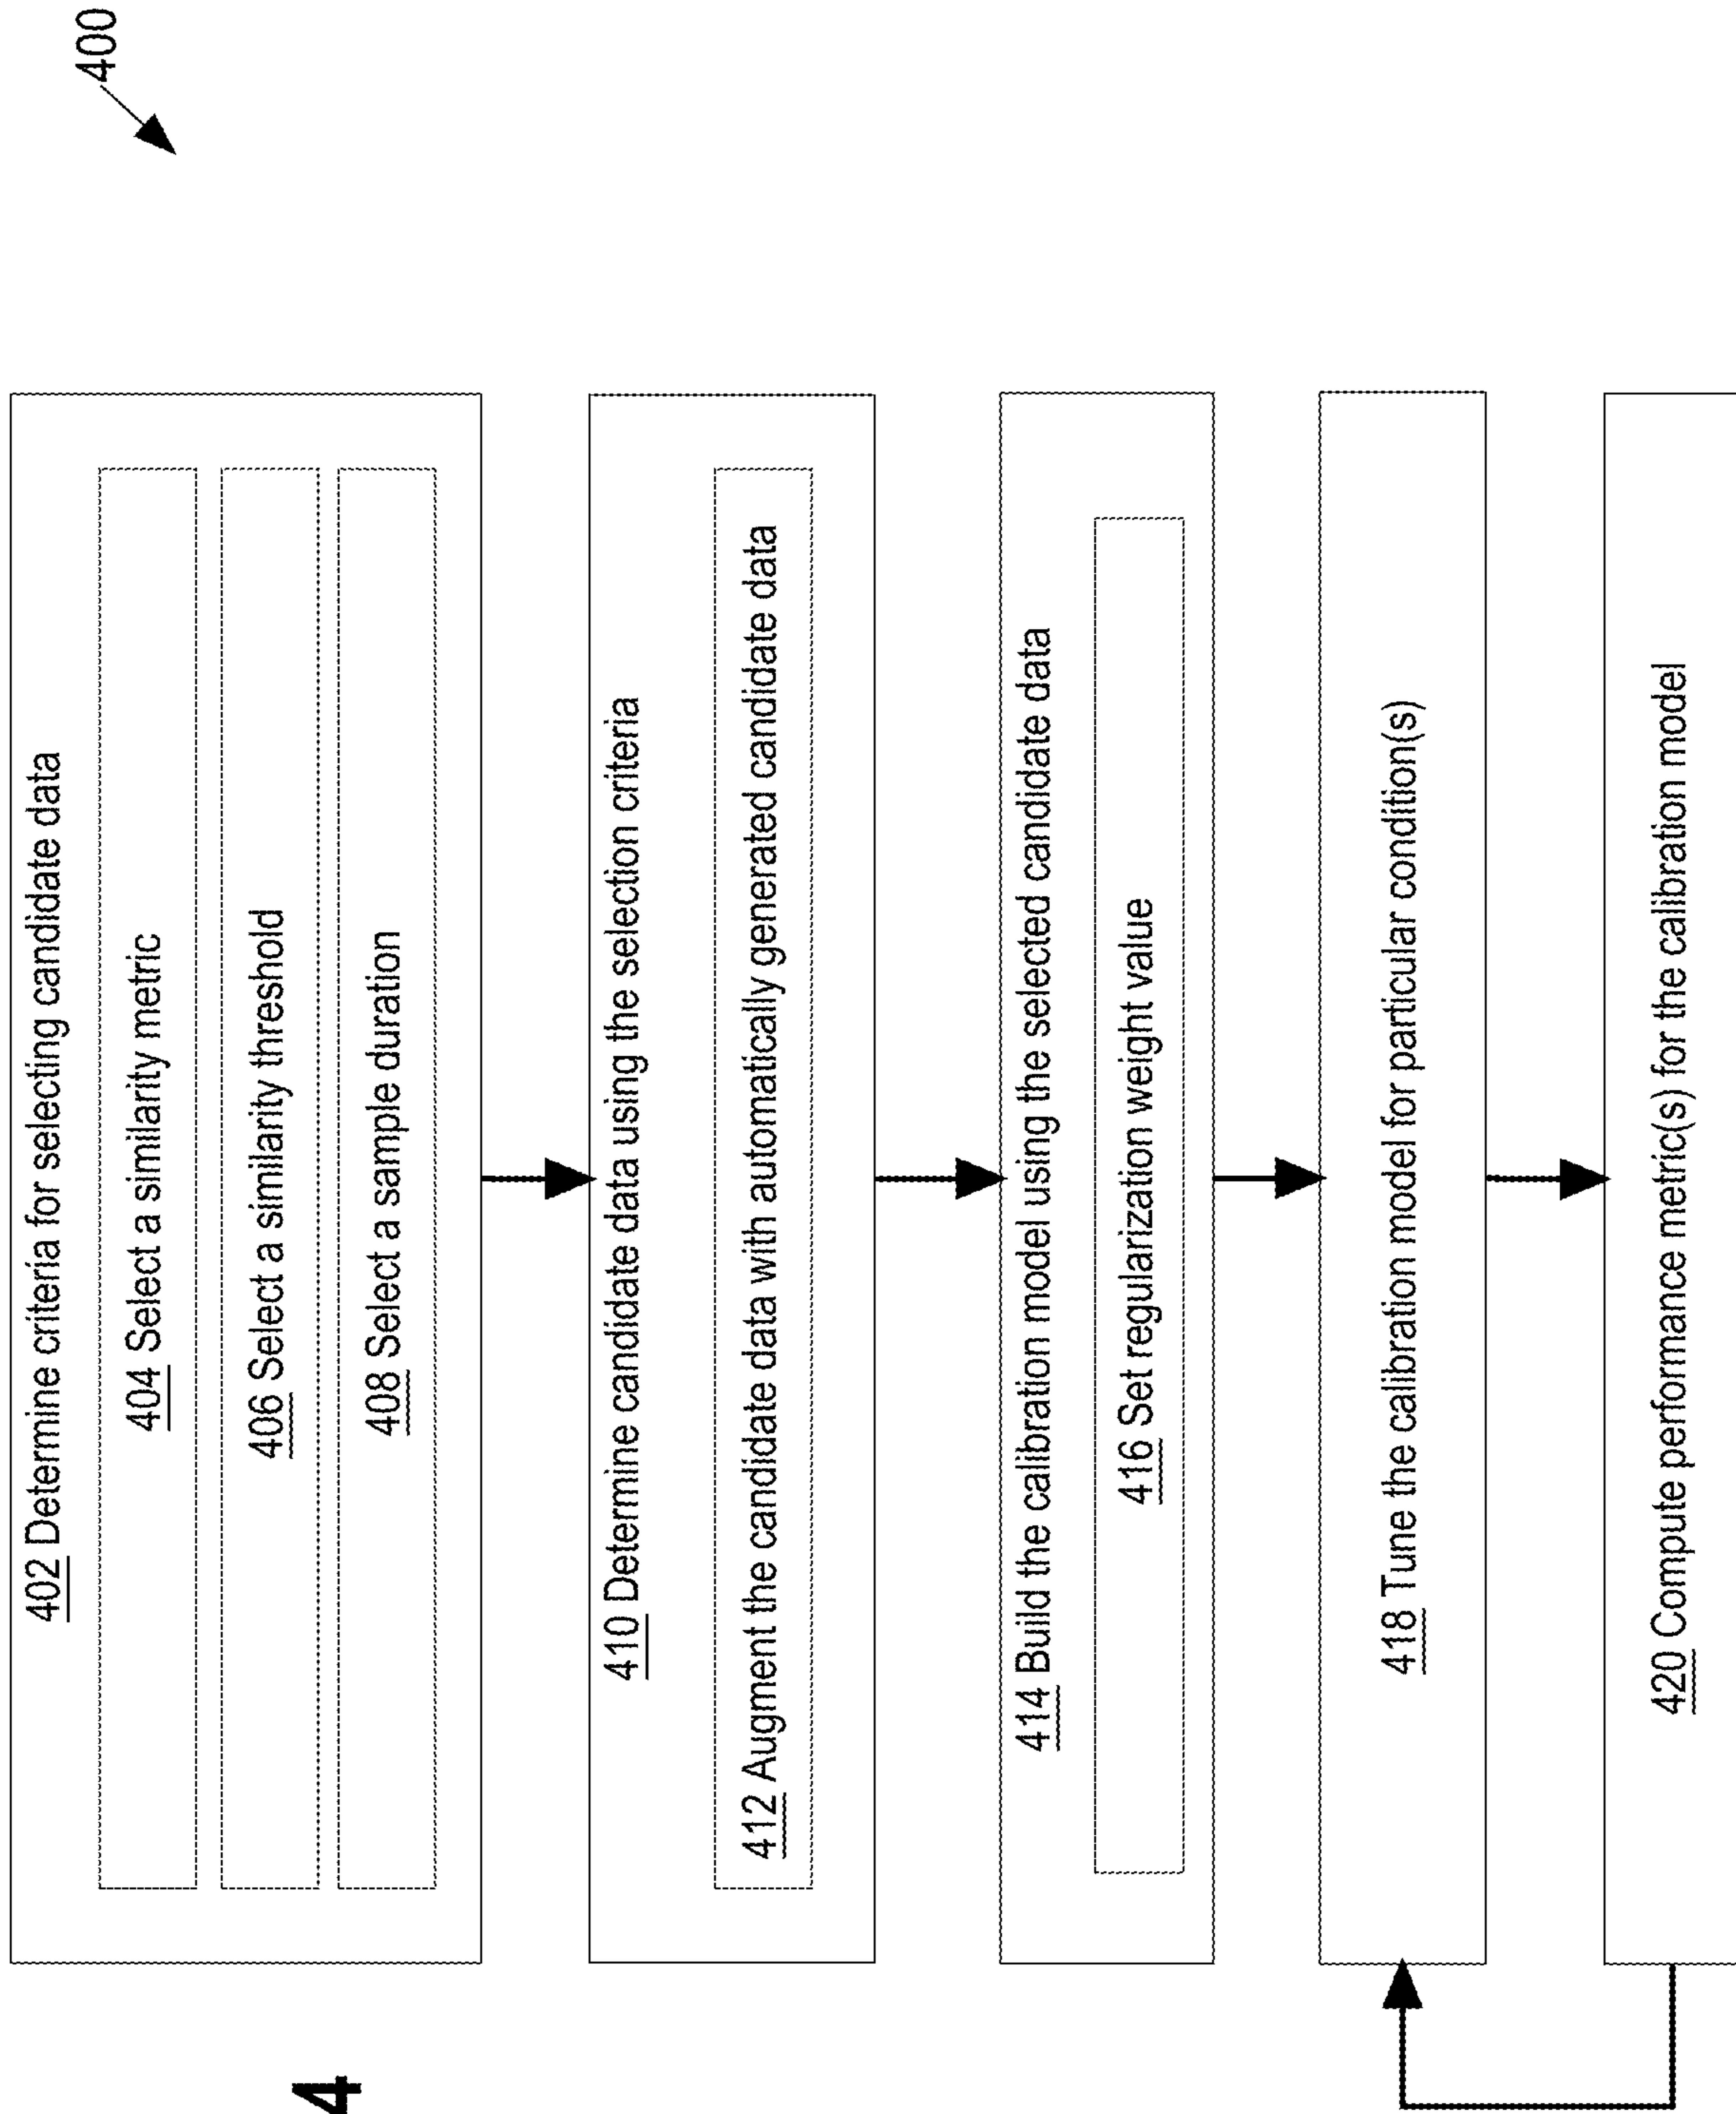 400
402 Determine criteria for selecting candidate data
404 Select a similarity metric
406 Select a similarity threshold
408 Select a sample duration
410 Determine candidate data using the selection criteria
412 Augment the candidate data with automatically generated candidate data
414 Build the calibration model using the selected candidate data
416 Set regularization weight value
418 Tune the calibration model for particular condition(s)
420 Compute performance metric(s) for the calibration model
4